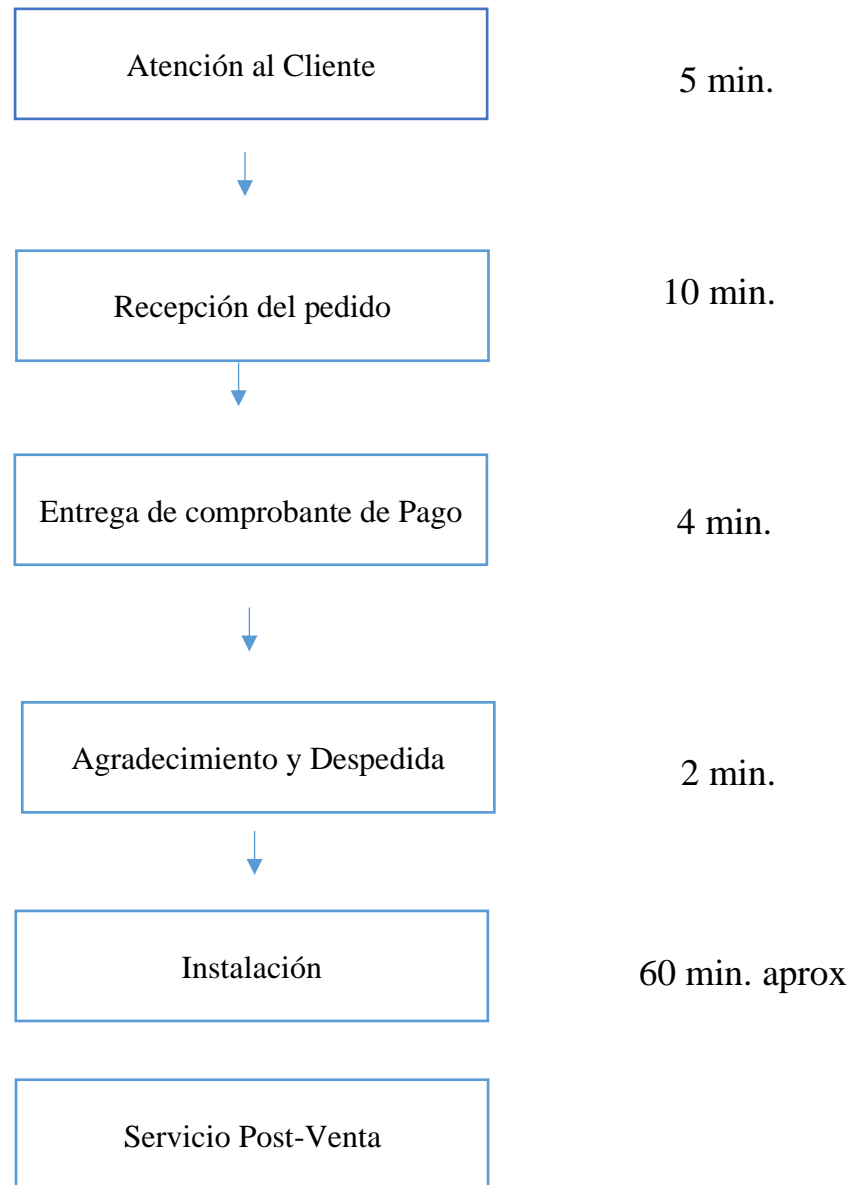 Atención al Cliente
5 min.
Recepción del pedido
10 min.
Entrega de comprobante de Pago
4 min.
Agradecimiento y Despedida
2 min.
Instalación
60 min. aprox
Servicio Post-Venta